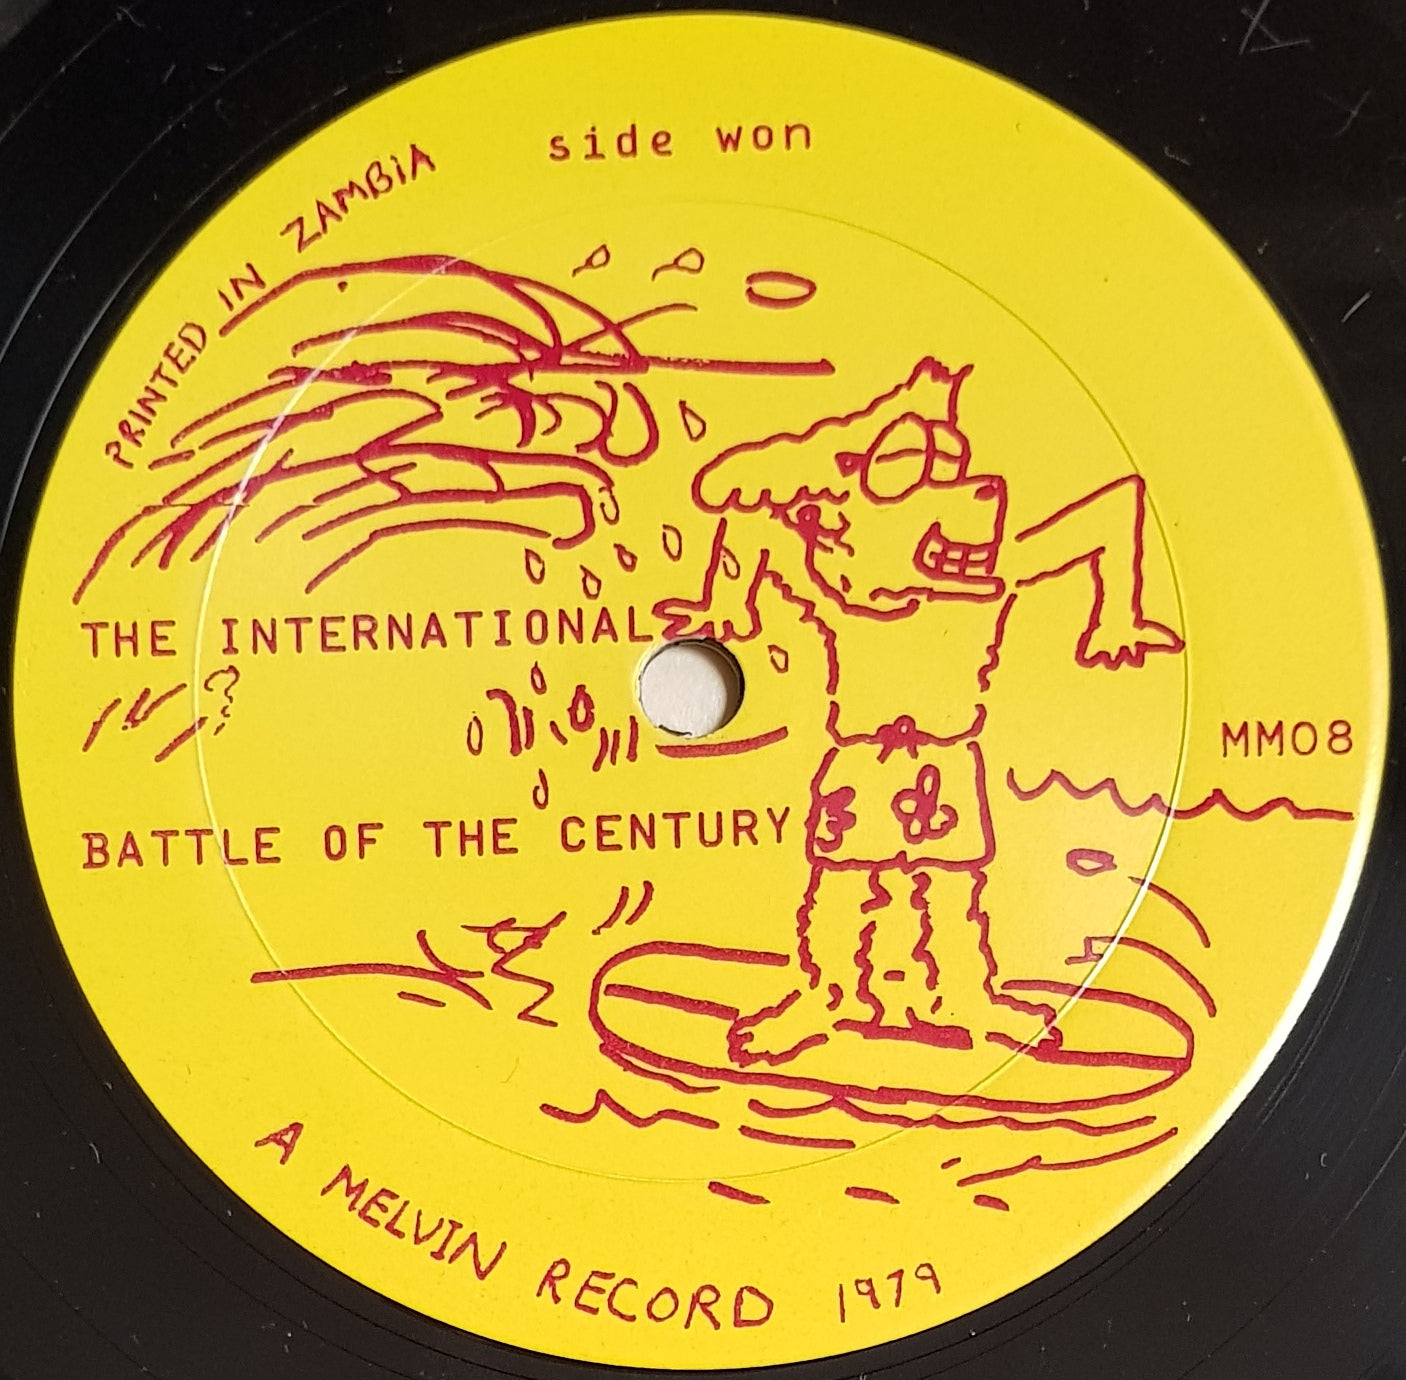 side won
PRINTED IN ZAMBiA
THE INTERNATIONAL
MM08
BATTLE OF THE CENTURY
A MELVIN RECORD 1979